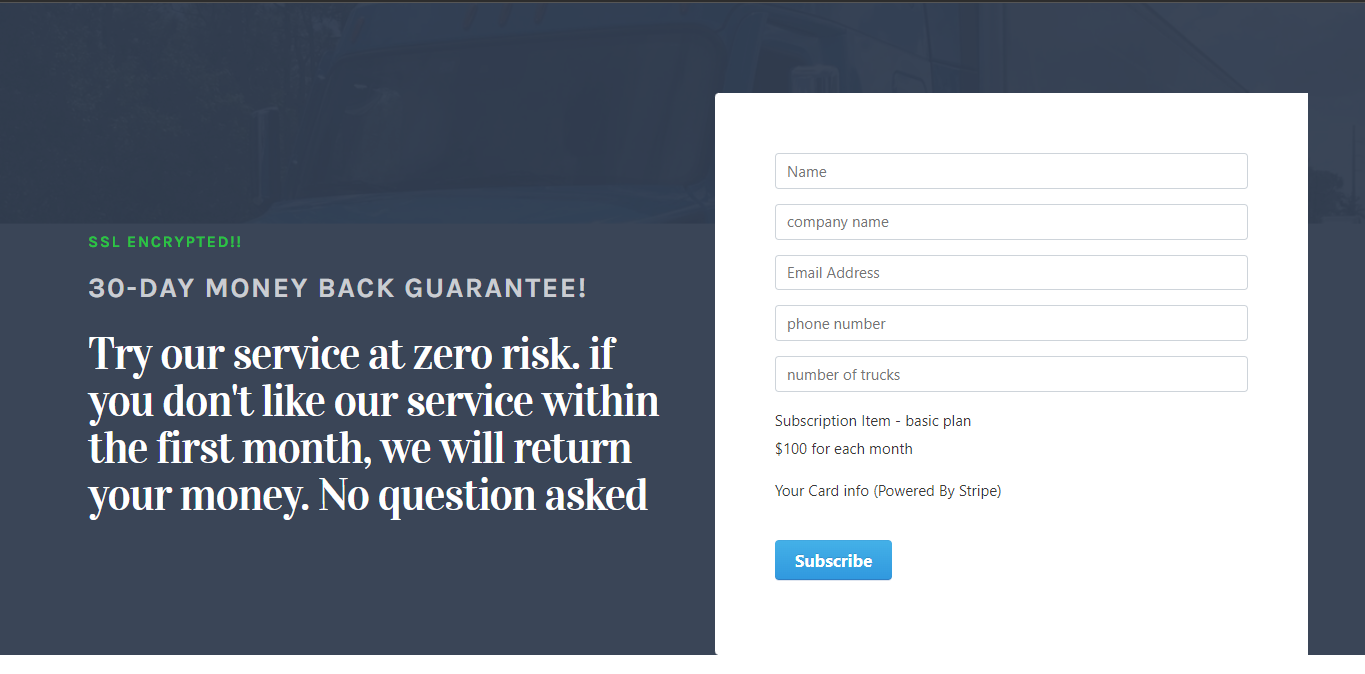 SSL ENCRYPTED!!
30-DAY MONEY BACK GUARANTEE!
Try our service at zero risk. if
you don't like our service within
the first month, we will return
your money. No question asked
Name
company name
Email Address
phone number
number of trucks
Subscription Item - basic plan
$100 for each month
Your Card info (Powered By Stripe)
Subscribe